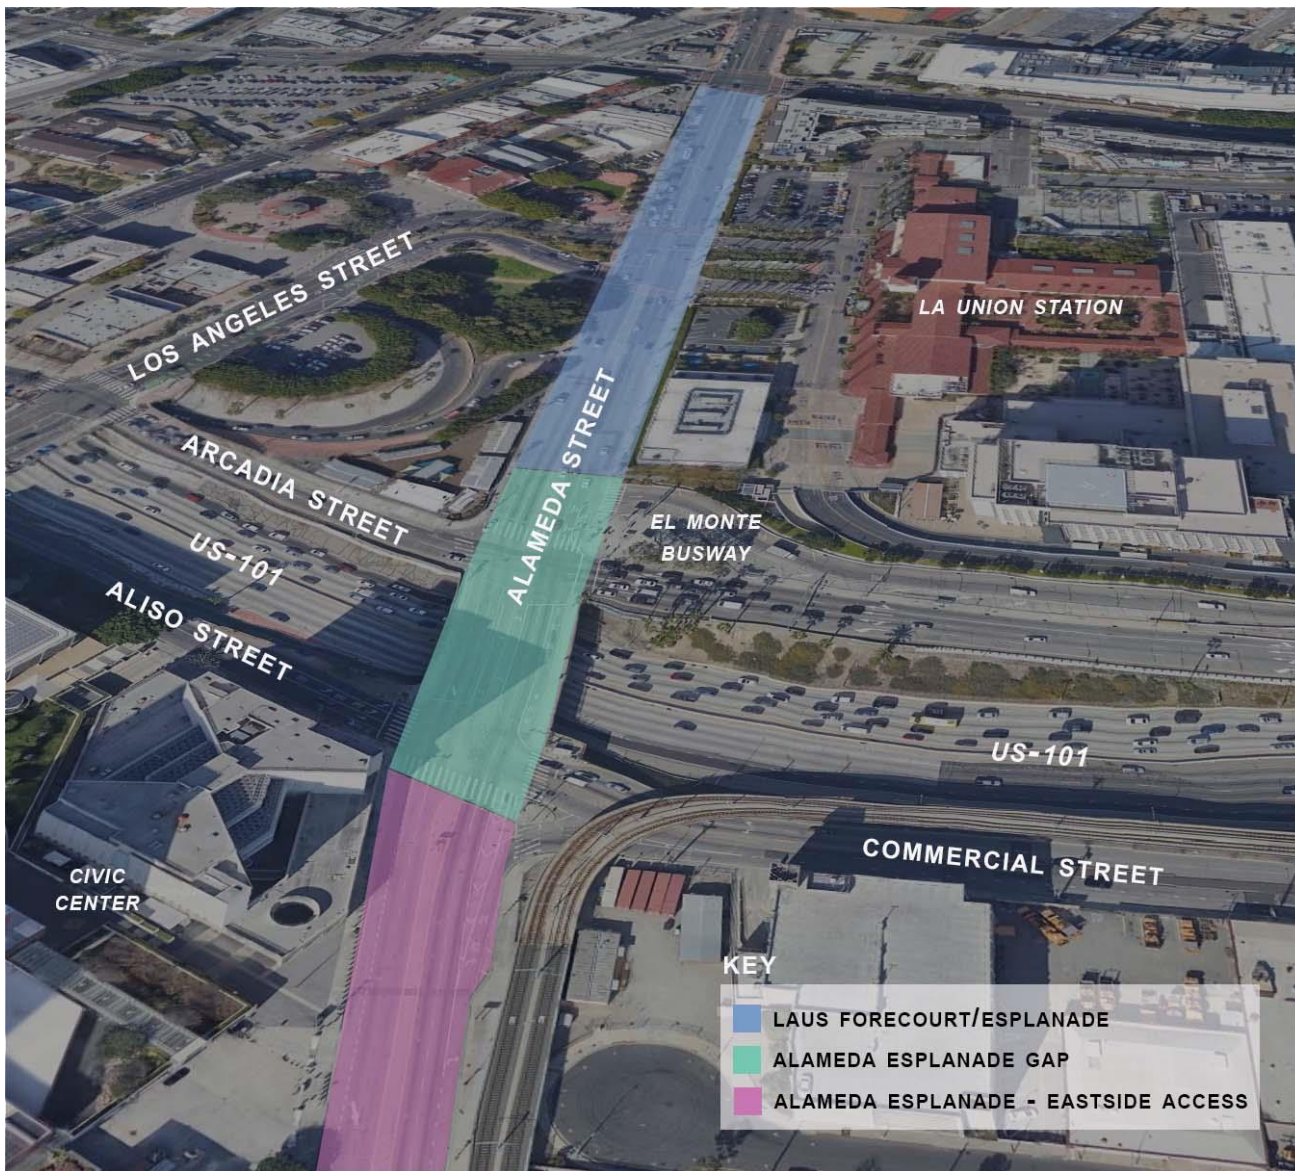 LOS ANGELES STREET
LA UNION STATION
ALAMEDA STREET
ARCADIA STREET
EL MONTE
BUSWAY
US-101
ALISO STREET
US-101
COMMERCIAL STREET
CIVIC
CENTER
KEY
LAUS FORECOURT/ESPLANADE
ALAMEDA ESPLANADE GAP
ALAMEDA ESPLANADE - EASTSIDE ACCESS